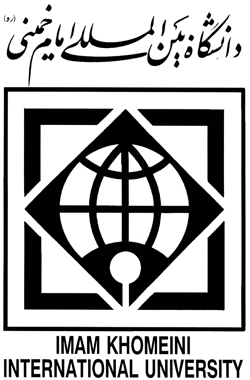 دانشگاه بین المللی امام خمینی (ره)
IMAM KHOMEINI
INTERNATIONAL UNIVERSITY